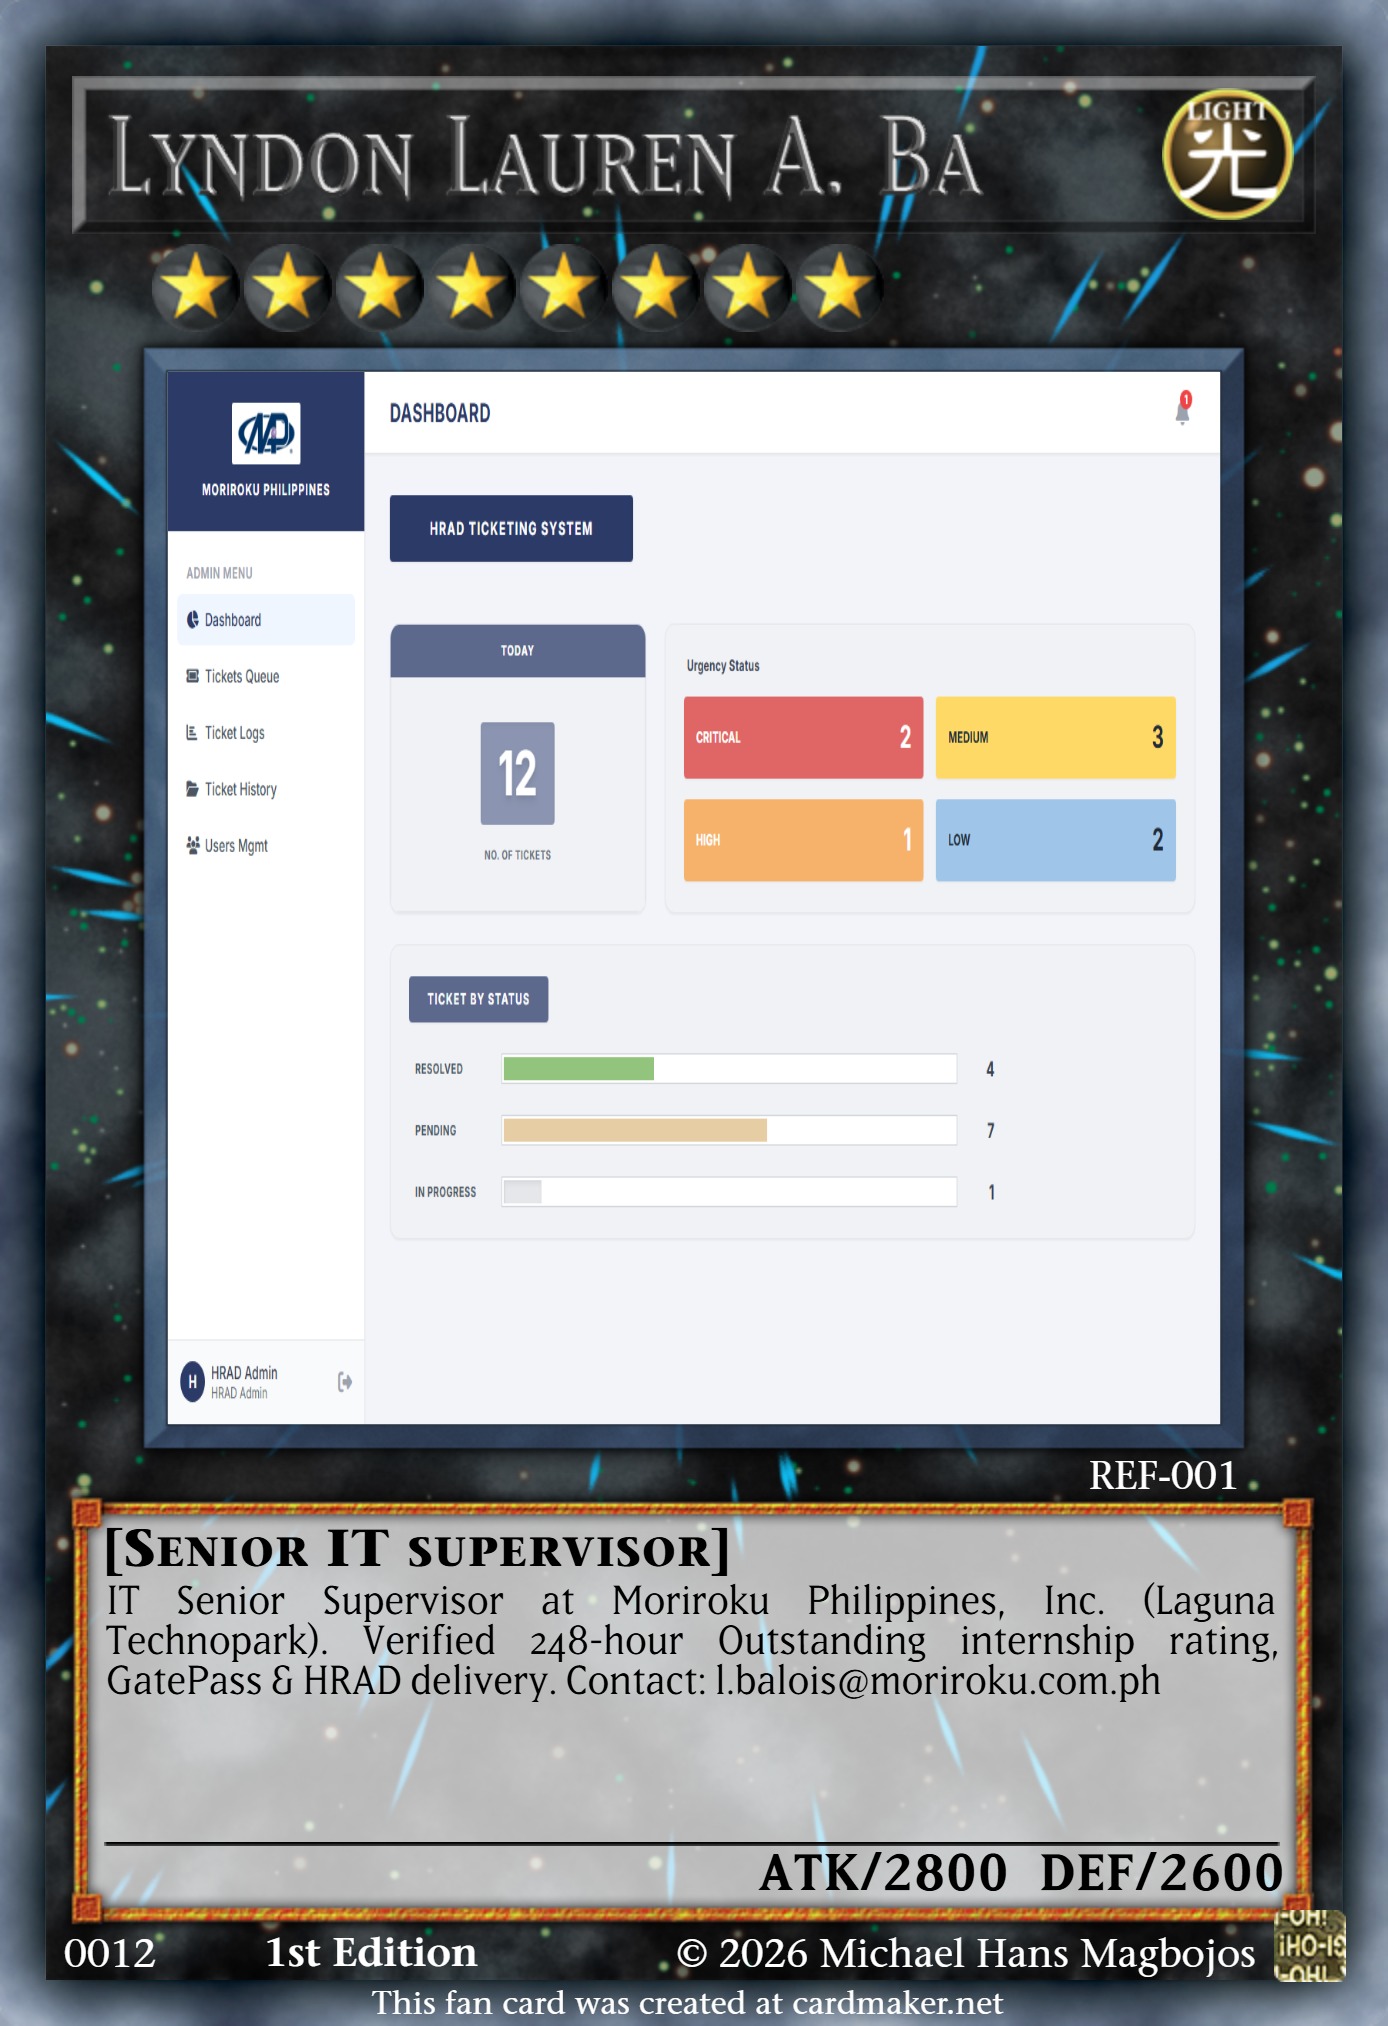 Lyndon Lauren A. Ba
LIGHT
光
MORIROKU PHILIPPINES
DASHBOARD
1
HRAD TICKETING SYSTEM
ADMIN MENU
Dashboard
Tickets Queue
Ticket Logs
Ticket History
Users Mgmt
TODAY
12
NO. OF TICKETS
Urgency Status
CRITICAL 2
MEDIUM 3
HIGH 1
LOW 2
TICKET BY STATUS
RESOLVED 4
PENDING 7
IN PROGRESS 1
H
HRAD Admin
HRAD Admin
REF-001
[Senior IT supervisor]
IT Senior Supervisor at Moriroku Philippines, Inc. (Laguna
Technopark). Verified 248-hour Outstanding internship rating,
GatePass & HRAD delivery. Contact: l.balois@moriroku.com.ph
ATK/2800 DEF/2600
0012 1st Edition © 2026 Michael Hans Magbojos
This fan card was created at cardmaker.net